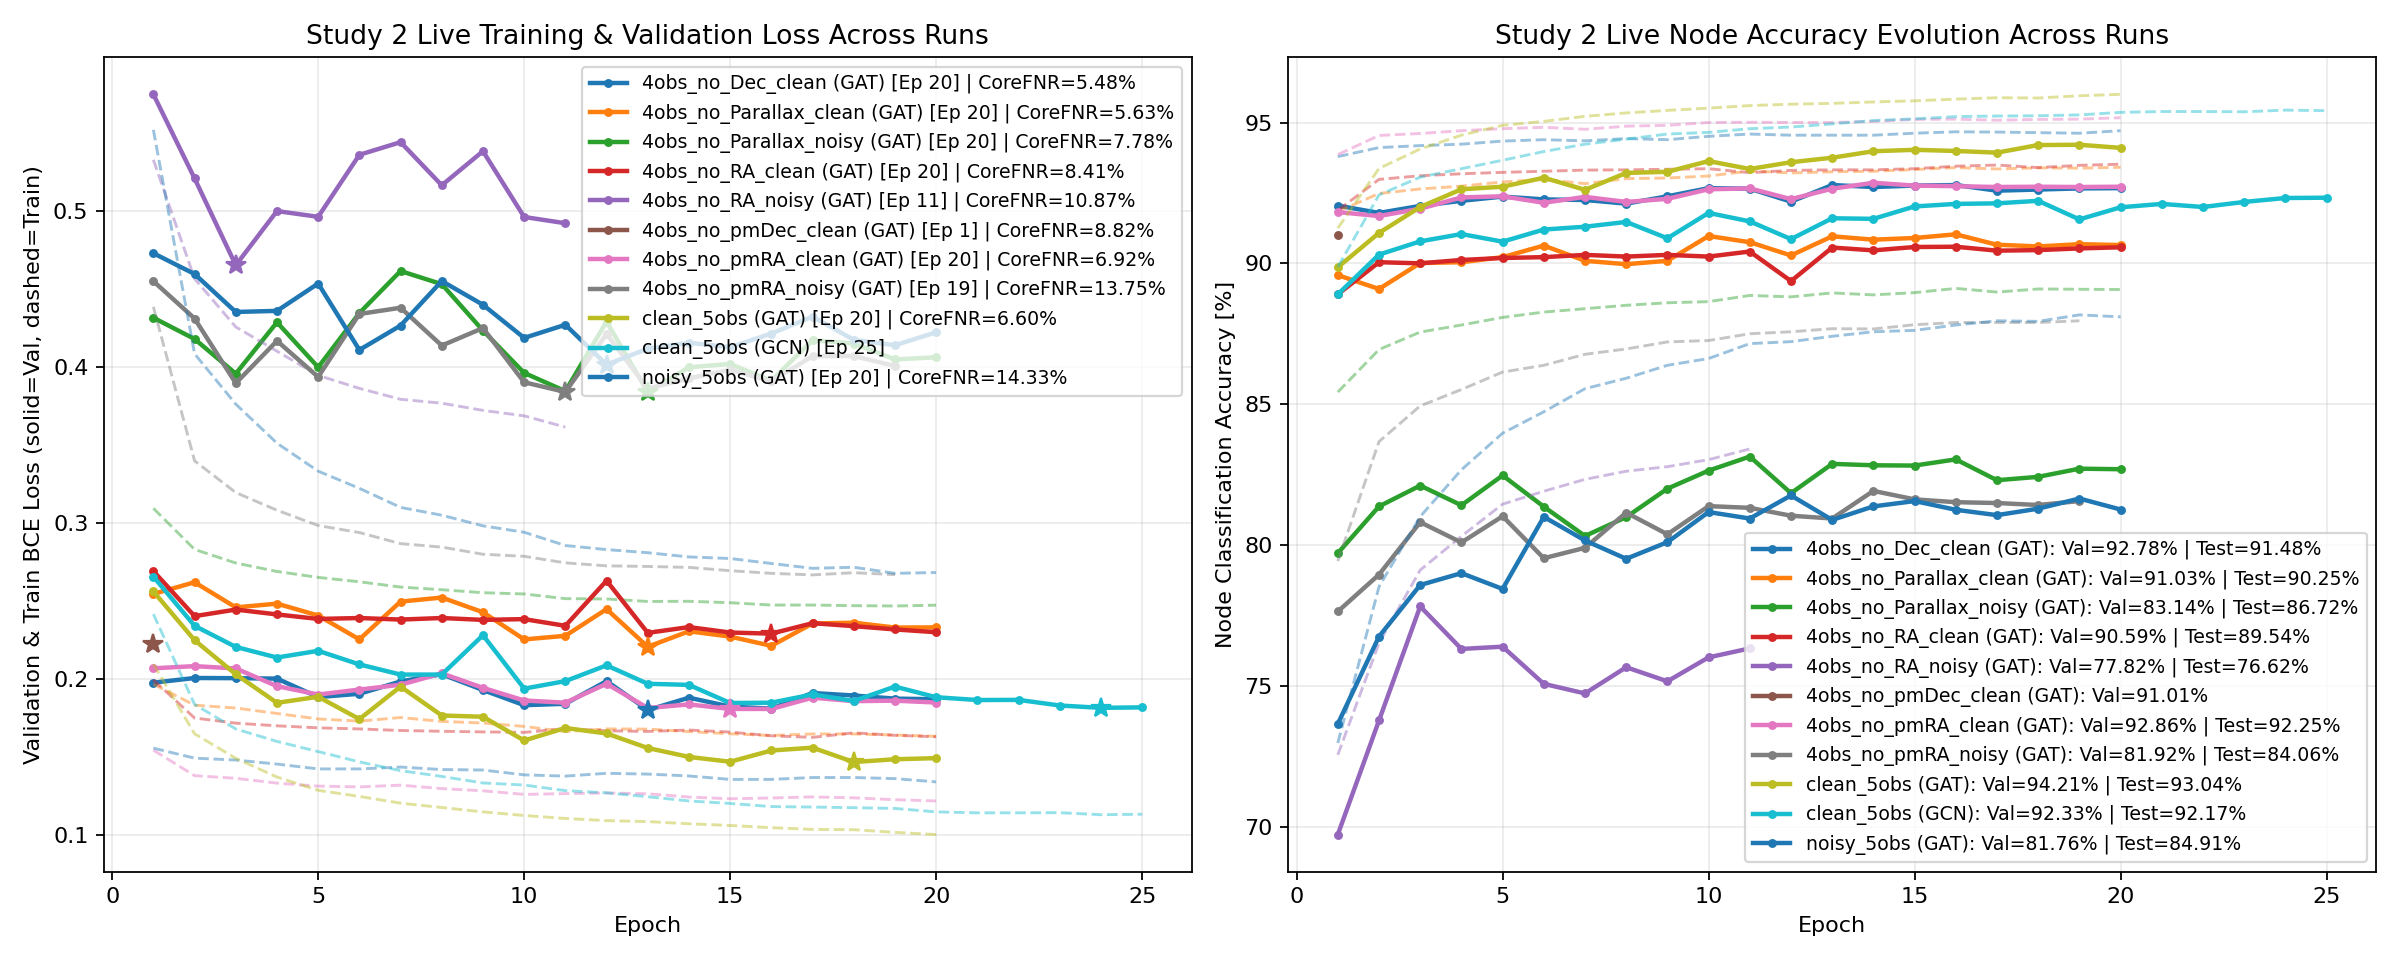 Study 2 Live Training & Validation Loss Across Runs
Validation & Train BCE Loss (solid=Val, dashed=Train)
0.5
0.4
0.3
0.2
0.1
0
5
10
15
20
25
Epoch
4obs_no_Dec_clean (GAT) [Ep 20] | CoreFNR=5.48%
4obs_no_Parallax_clean (GAT) [Ep 20] | CoreFNR=5.63%
4obs_no_Parallax_noisy (GAT) [Ep 20] | CoreFNR=7.78%
4obs_no_RA_clean (GAT) [Ep 20] | CoreFNR=8.41%
4obs_no_RA_noisy (GAT) [Ep 11] | CoreFNR=10.87%
4obs_no_pmDec_clean (GAT) [Ep 1] | CoreFNR=8.82%
4obs_no_pmRA_clean (GAT) [Ep 20] | CoreFNR=6.92%
4obs_no_pmRA_noisy (GAT) [Ep 19] | CoreFNR=13.75%
clean_5obs (GAT) [Ep 20] | CoreFNR=6.60%
clean_5obs (GCN) [Ep 25]
noisy_5obs (GAT) [Ep 20] | CoreFNR=14.33%
Study 2 Live Node Accuracy Evolution Across Runs
Node Classification Accuracy [%]
95
90
85
80
75
70
0
5
10
15
20
25
Epoch
4obs_no_Dec_clean (GAT): Val=92.78% | Test=91.48%
4obs_no_Parallax_clean (GAT): Val=91.03% | Test=90.25%
4obs_no_Parallax_noisy (GAT): Val=83.14% | Test=86.72%
4obs_no_RA_clean (GAT): Val=90.59% | Test=89.54%
4obs_no_RA_noisy (GAT): Val=77.82% | Test=76.62%
4obs_no_pmDec_clean (GAT): Val=91.01%
4obs_no_pmRA_clean (GAT): Val=92.86% | Test=92.25%
4obs_no_pmRA_noisy (GAT): Val=81.92% | Test=84.06%
clean_5obs (GAT): Val=94.21% | Test=93.04%
clean_5obs (GCN): Val=92.33% | Test=92.17%
noisy_5obs (GAT): Val=81.76% | Test=84.91%